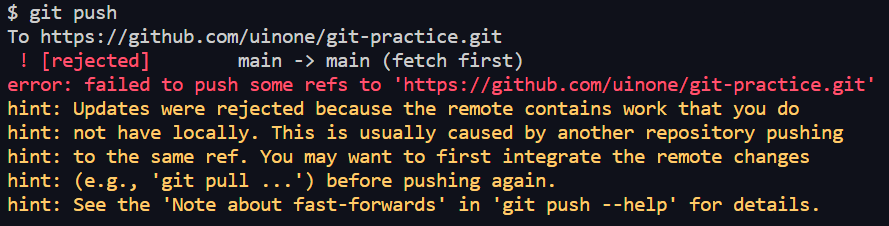 $ git push
To https://github.com/uinone/git-practice.git
 ! [rejected]        main -> main (fetch first)
error: failed to push some refs to 'https://github.com/uinone/git-practice.git'
hint: Updates were rejected because the remote contains work that you do
hint: not have locally. This is usually caused by another repository pushing
hint: to the same ref. You may want to first integrate the remote changes
hint: (e.g., 'git pull ...') before pushing again.
hint: See the 'Note about fast-forwards' in 'git push --help' for details.